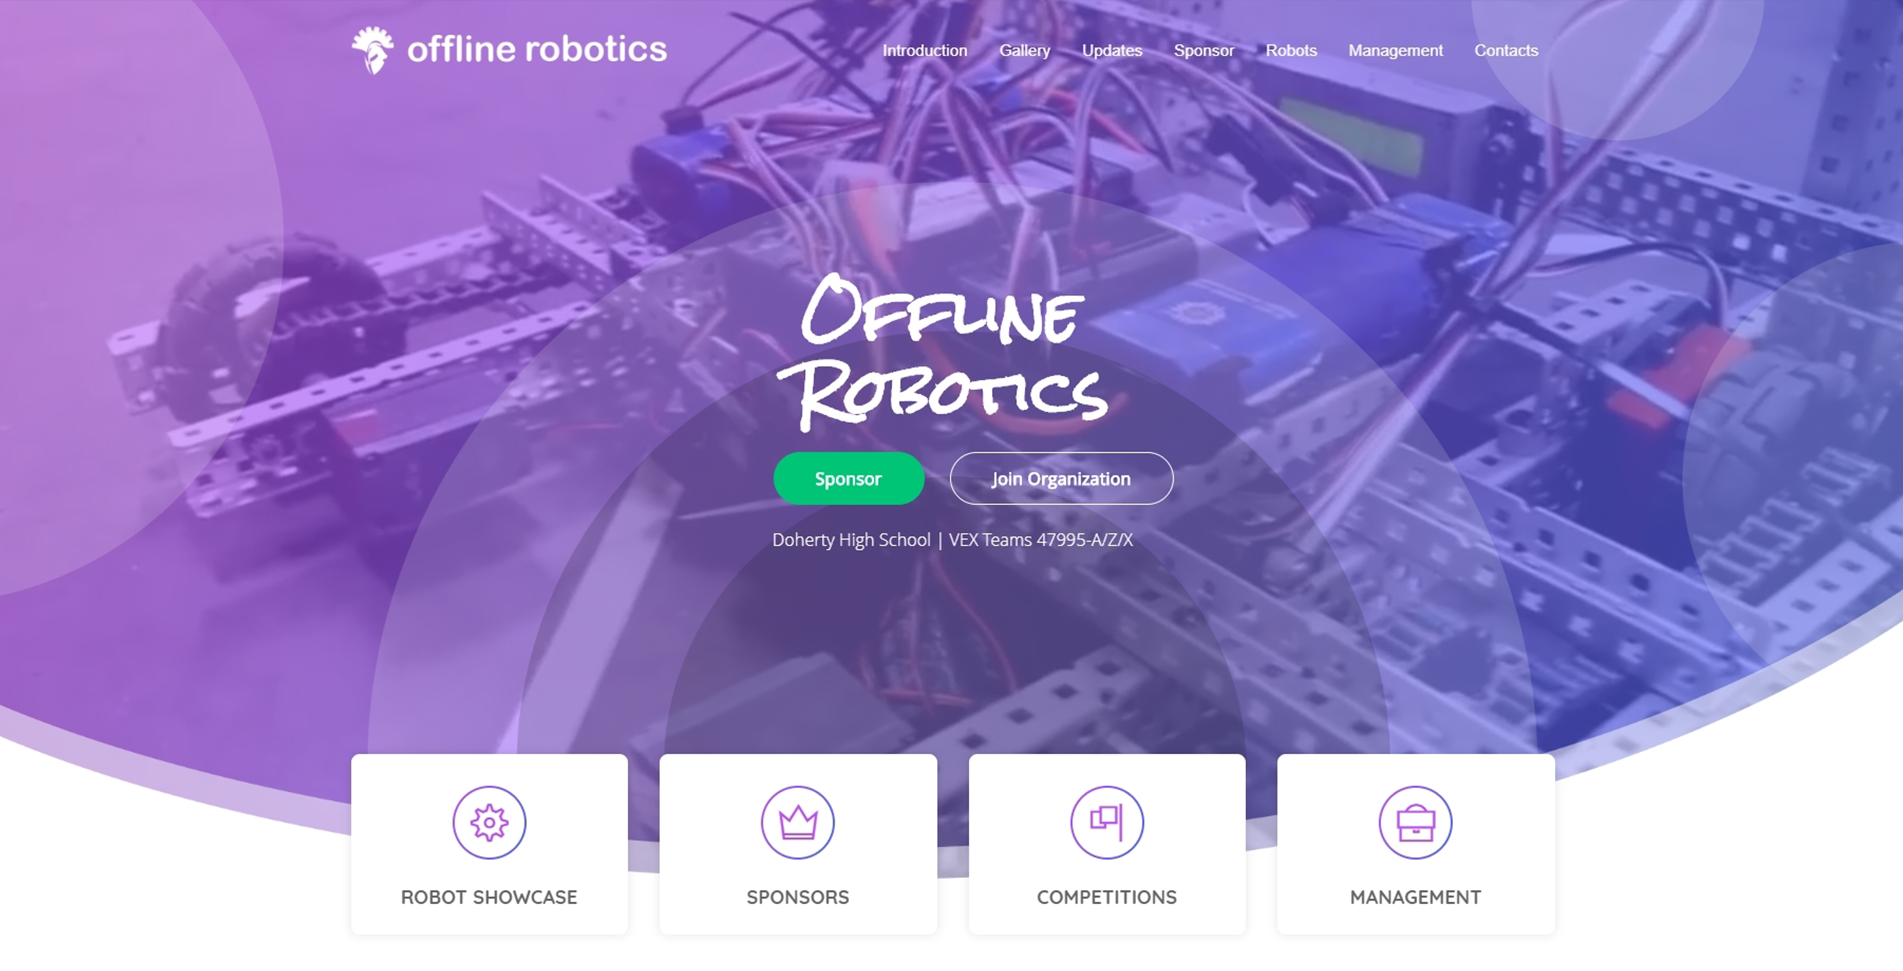 offline robotics
Introduction Gallery Updates Sponsor Robots Management Contacts
Offline
Robotics
Sponsor Join Organization
Doherty High School | VEX Teams 47995-A/Z/X
ROBOT SHOWCASE SPONSORS COMPETITIONS MANAGEMENT